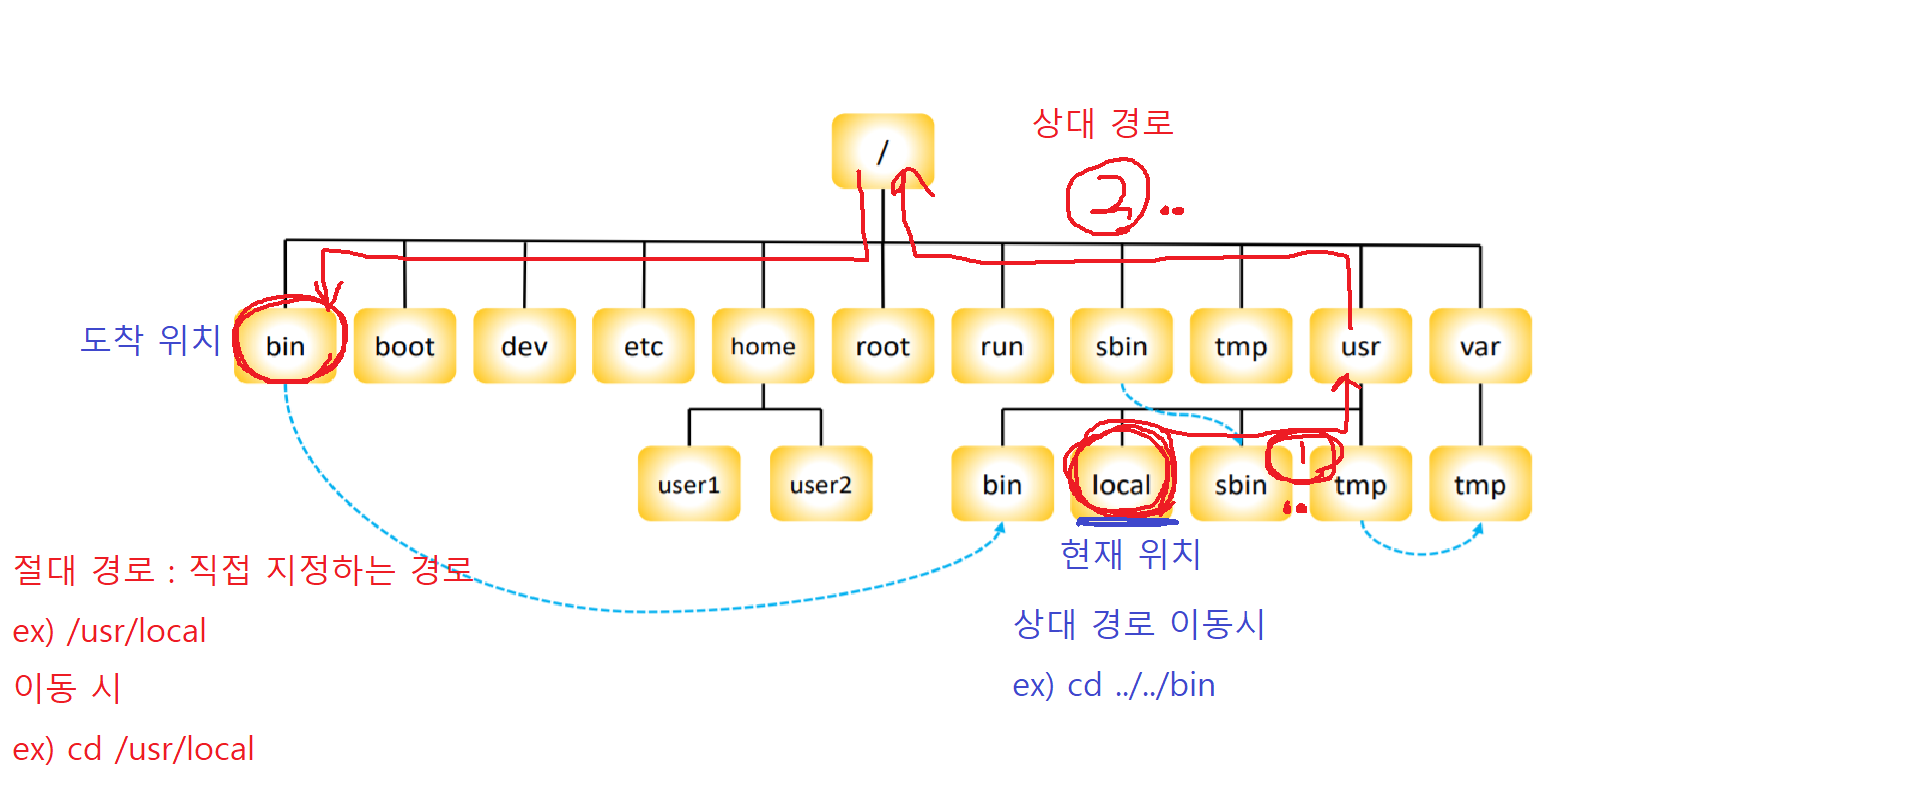 상대 경로
/
2 ..
도착 위치
bin boot dev etc home root run sbin tmp usr var
user1 user2 bin local sbin 1 tmp tmp
..
현재 위치
절대 경로 : 직접 지정하는 경로
ex) /usr/local
이동 시
ex) cd /usr/local
상대 경로 이동시
ex) cd ../../bin